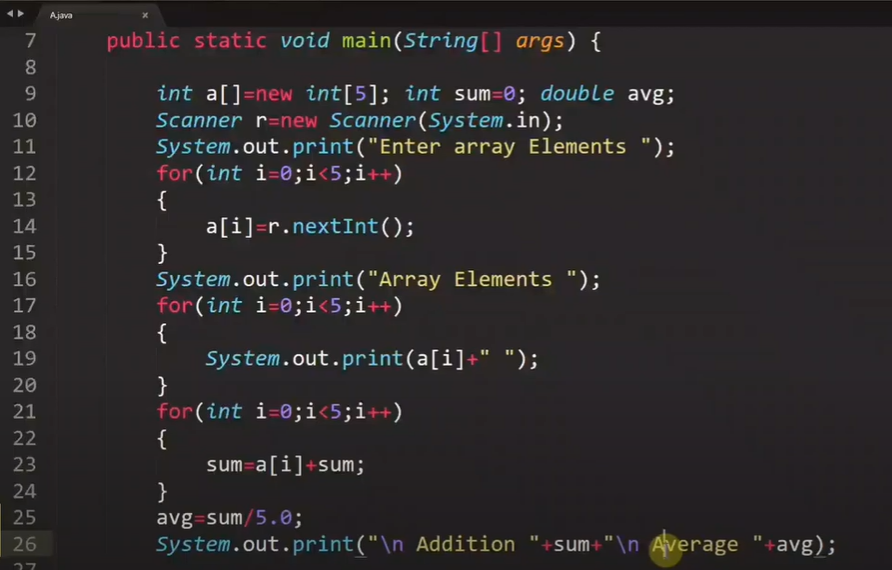 A.java ×
7 public static void main(String[] args) {
8
9 int a[]=new int[5]; int sum=0; double avg;
10 Scanner r=new Scanner(System.in);
11 System.out.print("Enter array Elements ");
12 for(int i=0;i<5;i++)
13 {
14 a[i]=r.nextInt();
15 }
16 System.out.print("Array Elements ");
17 for(int i=0;i<5;i++)
18 {
19 System.out.print(a[i]+" ");
20 }
21 for(int i=0;i<5;i++)
22 {
23 sum=a[i]+sum;
24 }
25 avg=sum/5.0;
26 System.out.print("\n Addition "+sum+"\n Average "+avg);
27